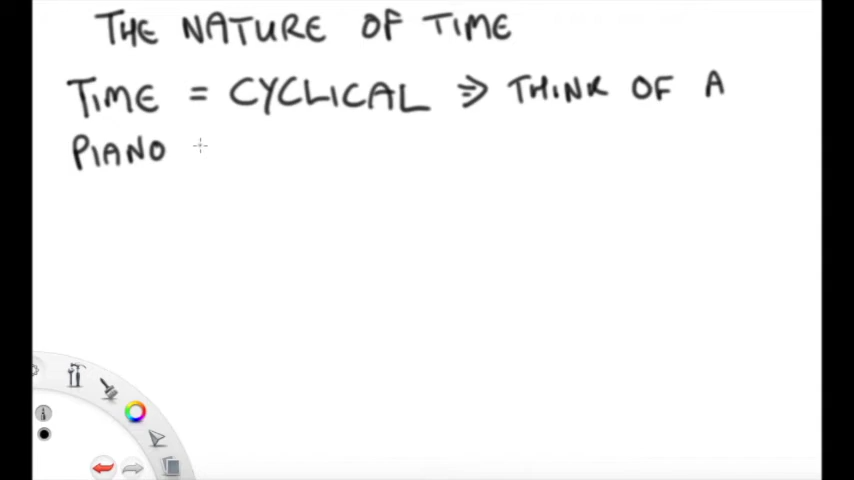 THE NATURE OF TIME
TIME = CYCLICAL => THINK OF A
PIANO